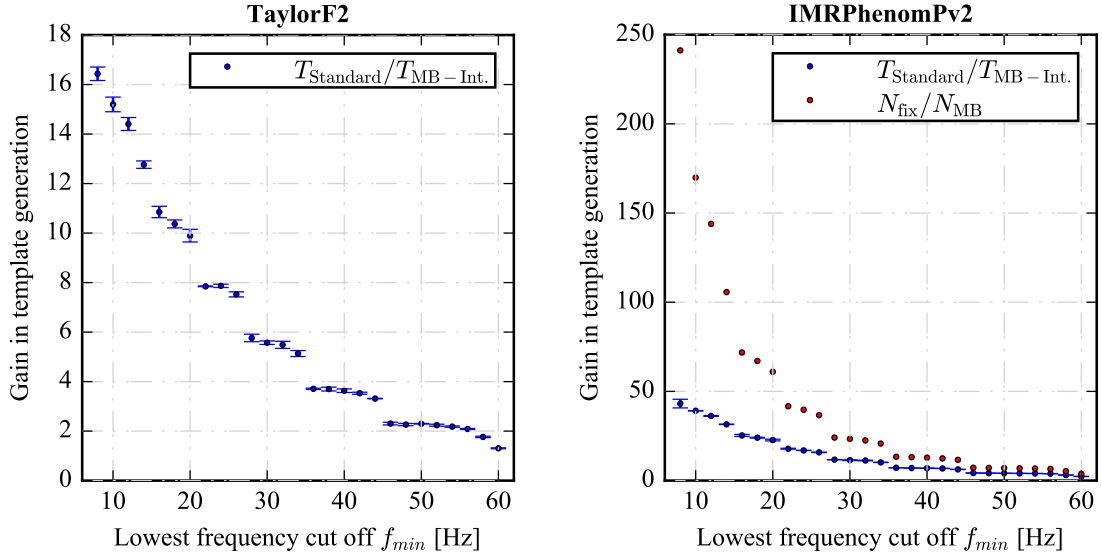 TaylorF2
Gain in template generation
18
16
14
12
10
8
6
4
2
0
T_Standard/T_MB−Int.
10 20 30 40 50 60
Lowest frequency cut off f_min [Hz]
IMRPhenomPv2
Gain in template generation
250
200
150
100
50
0
T_Standard/T_MB−Int.
N_fix/N_MB
10 20 30 40 50 60
Lowest frequency cut off f_min [Hz]